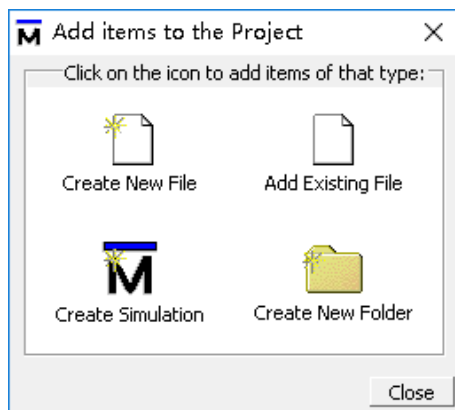 M Add items to the Project
Click on the icon to add items of that type:
Create New File Add Existing File
M
Create Simulation Create New Folder
Close